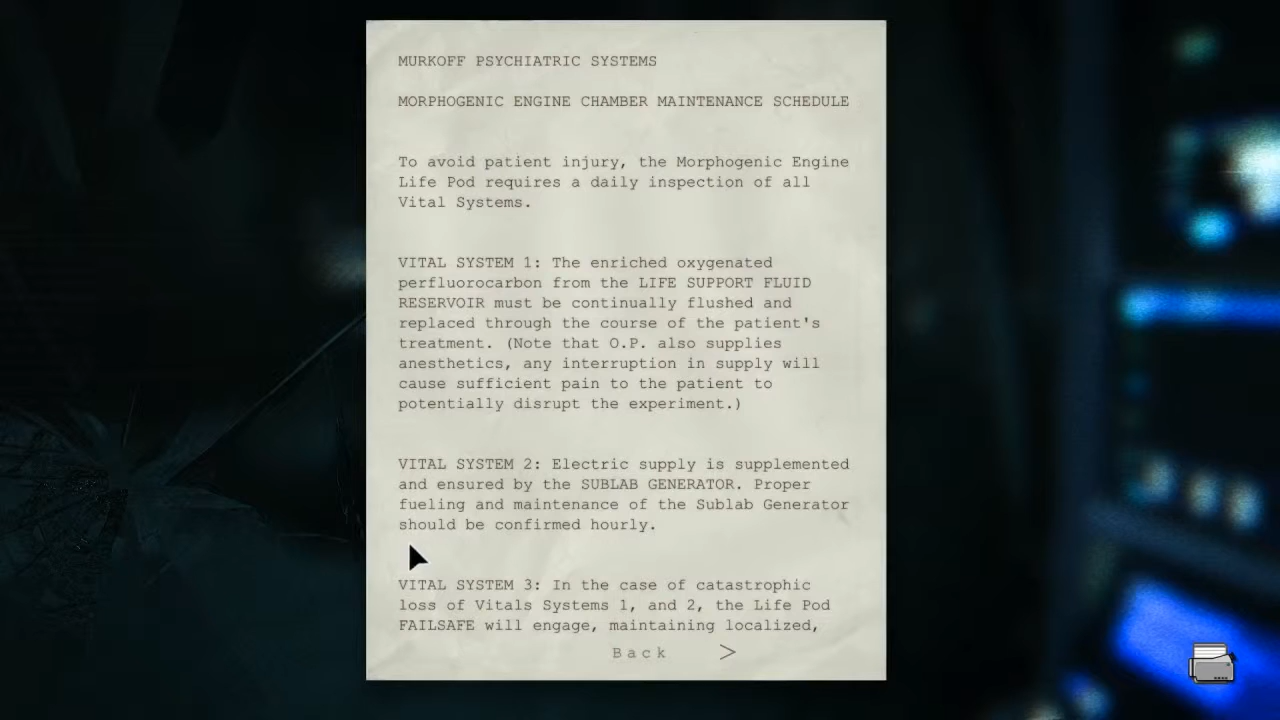 MURKOFF PSYCHIATRIC SYSTEMS
MORPHOGENIC ENGINE CHAMBER MAINTENANCE SCHEDULE
To avoid patient injury, the Morphogenic Engine
Life Pod requires a daily inspection of all
Vital Systems.
VITAL SYSTEM 1: The enriched oxygenated
perfluorocarbon from the LIFE SUPPORT FLUID
RESERVOIR must be continually flushed and
replaced through the course of the patient's
treatment. (Note that O.P. also supplies
anesthetics, any interruption in supply will
cause sufficient pain to the patient to
potentially disrupt the experiment.)
VITAL SYSTEM 2: Electric supply is supplemented
and ensured by the SUBLAB GENERATOR. Proper
fueling and maintenance of the Sublab Generator
should be confirmed hourly.
VITAL SYSTEM 3: In the case of catastrophic
loss of Vitals Systems 1, and 2, the Life Pod
FAILSAFE will engage, maintaining localized,
Back >